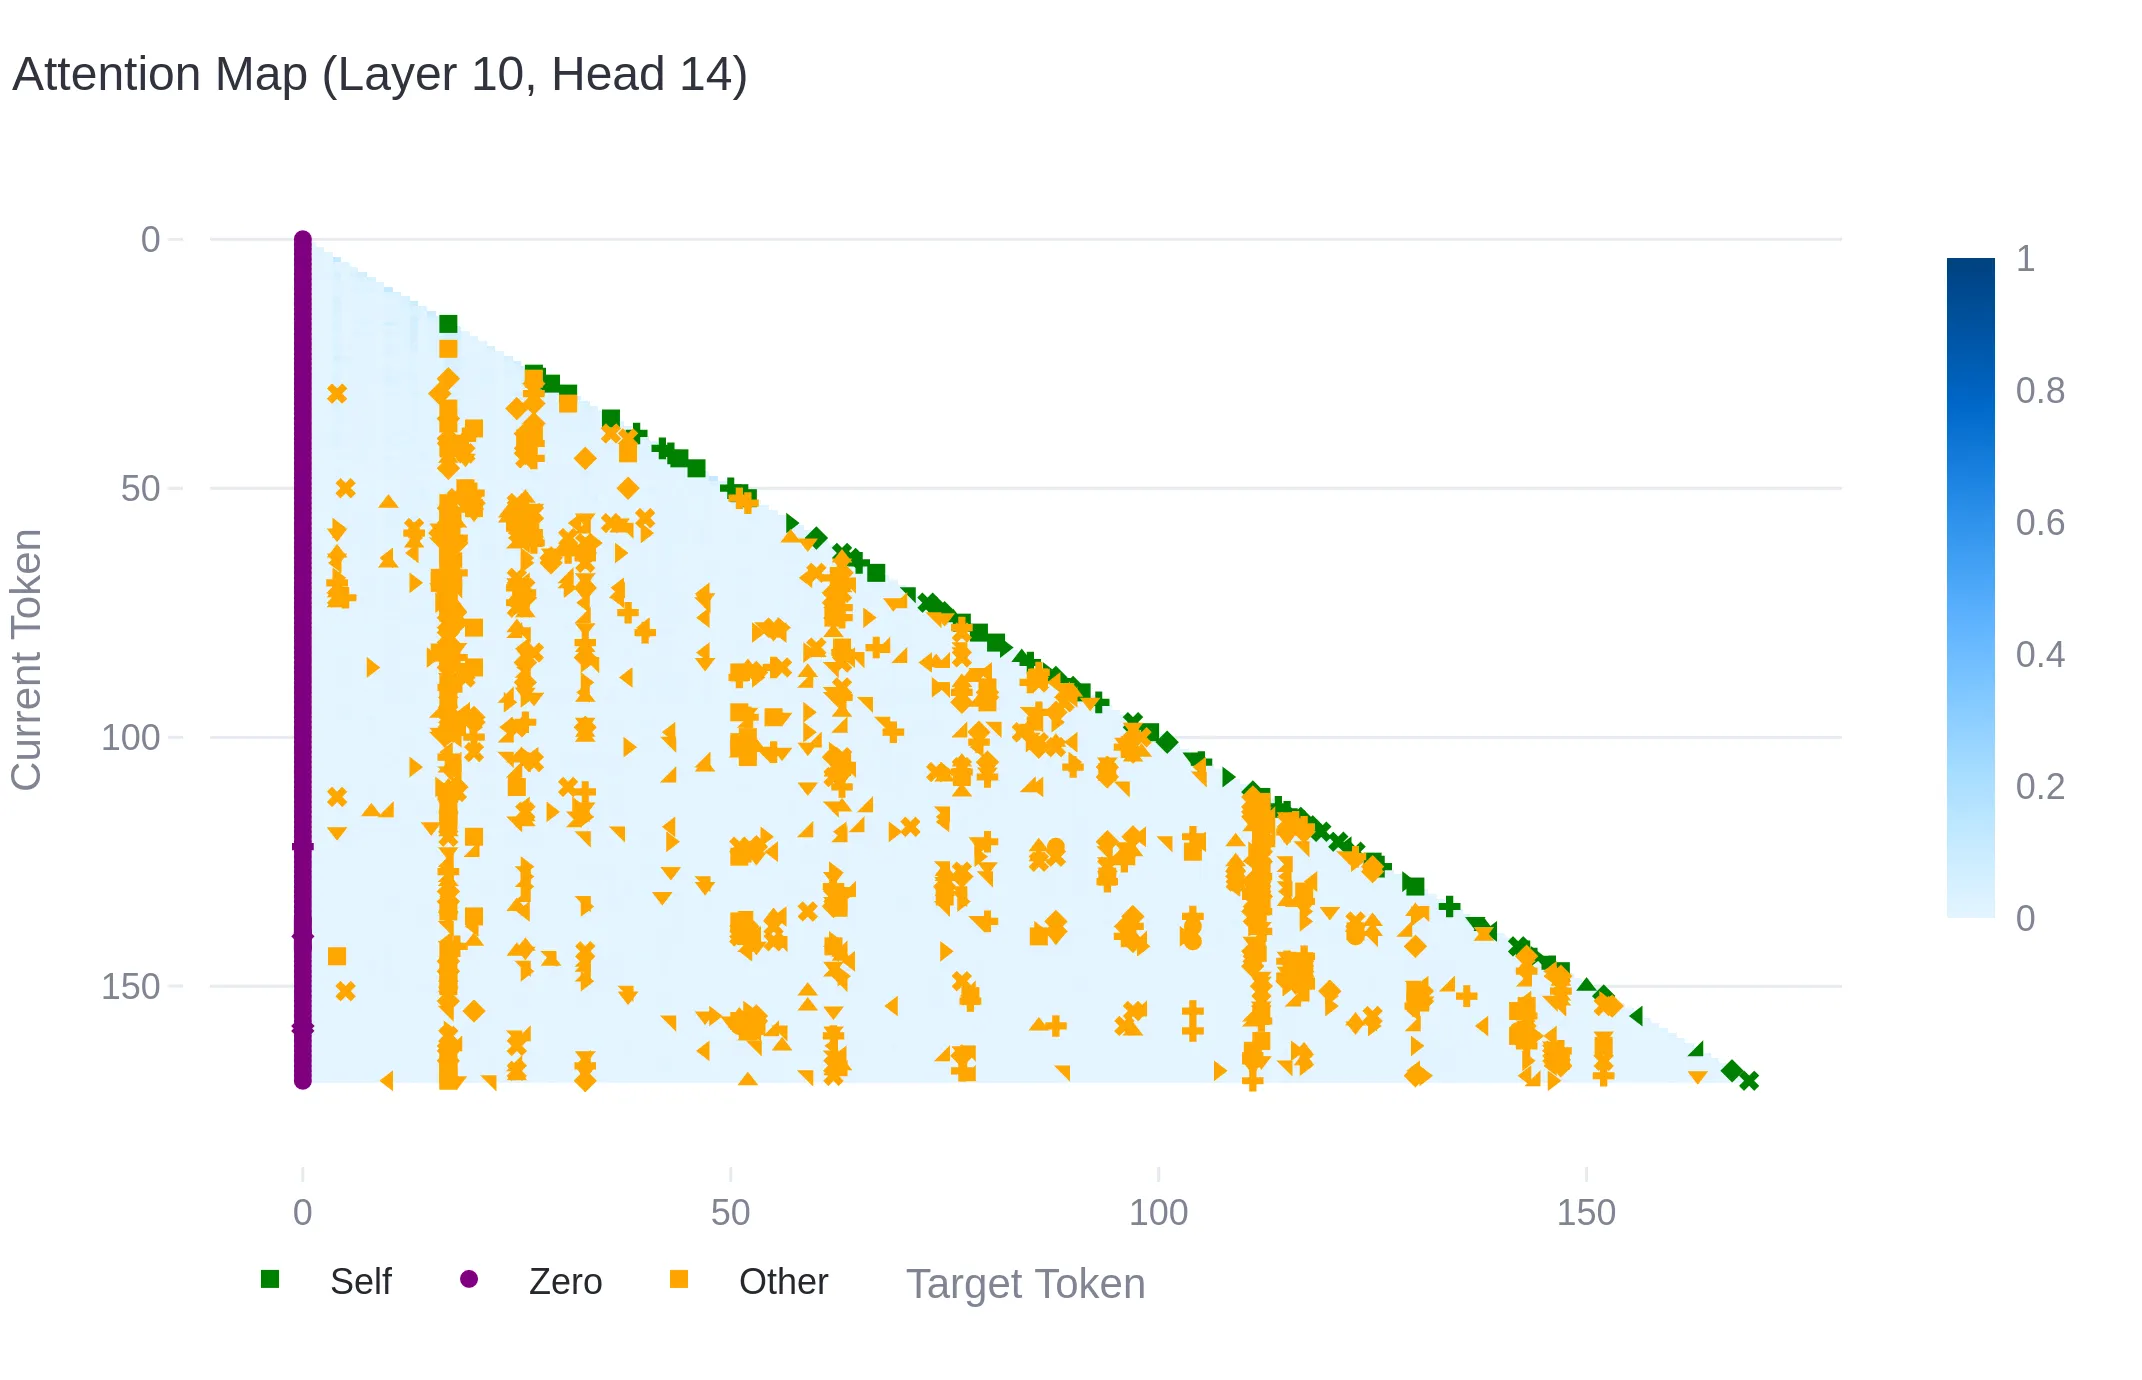 Attention Map (Layer 10, Head 14)
0
50
100
150
Current Token
0
50
100
150
Target Token
Self
Zero
Other
1
0.8
0.6
0.4
0.2
0